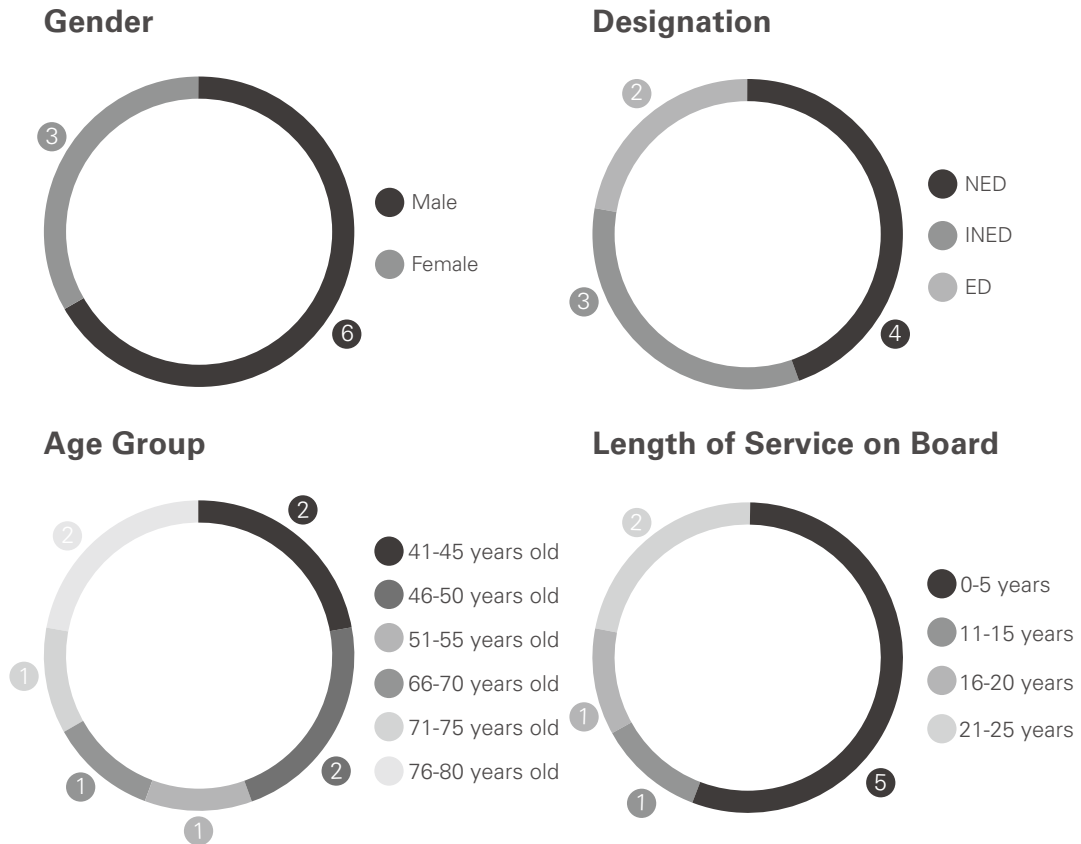 Gender
3
6
Male
Female
Designation
2
3
4
NED
INED
ED
Age Group
2
2
1
1
1
2
41-45 years old
46-50 years old
51-55 years old
66-70 years old
71-75 years old
76-80 years old
Length of Service on Board
2
1
1
5
0-5 years
11-15 years
16-20 years
21-25 years